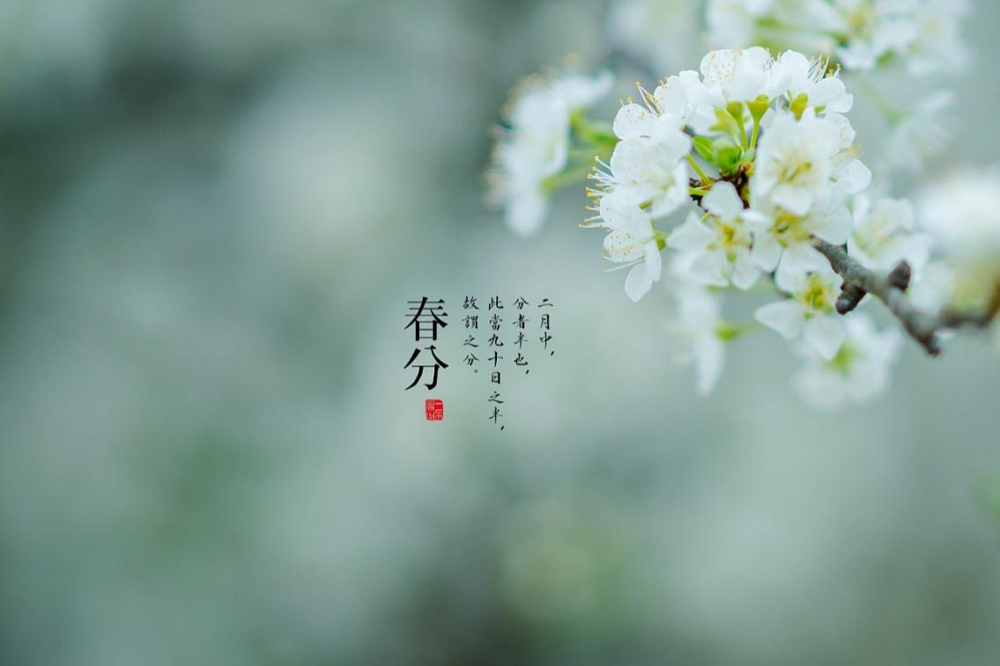 二月中，
分者半也，
此當九十日之半，
故謂之分。
春分